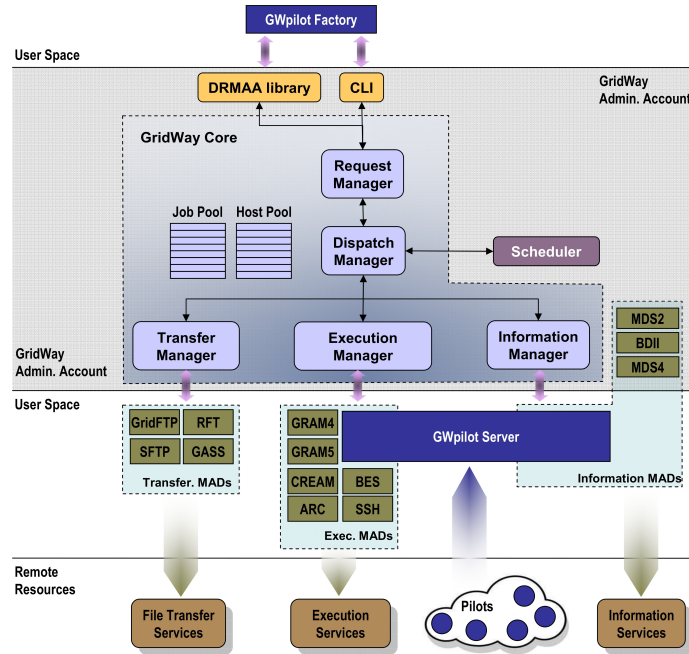 GWpilot Factory
User Space
DRMAA library
CLI
GridWay
Admin. Account
GridWay Core
Request
Manager
Job Pool
Host Pool
Dispatch
Manager
Scheduler
Transfer
Manager
Execution
Manager
Information
Manager
MDS2
BDII
MDS4
GridWay
Admin. Account
User Space
GridFTP
RFT
SFTP
GASS
Transfer. MADs
GRAM4
GRAM5
CREAM
BES
ARC
SSH
Exec. MADs
GWpilot Server
Information MADs
Remote
Resources
File Transfer
Services
Execution
Services
Pilots
Information
Services